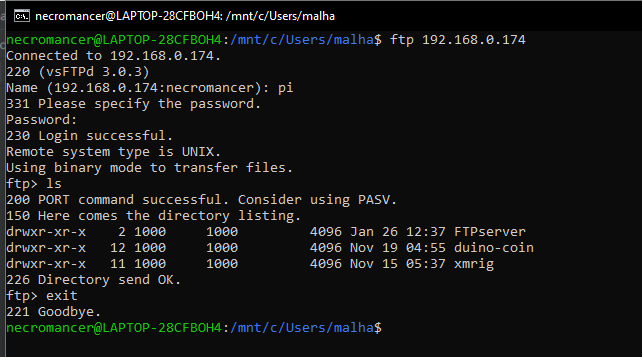 necromancer@LAPTOP-28CFBOH4: /mnt/c/Users/malha
necromancer@LAPTOP-28CFBOH4:/mnt/c/Users/malha$ ftp 192.168.0.174
Connected to 192.168.0.174.
220 (vsFTPd 3.0.3)
Name (192.168.0.174:necromancer): pi
331 Please specify the password.
Password:
230 Login successful.
Remote system type is UNIX.
Using binary mode to transfer files.
ftp> ls
200 PORT command successful. Consider using PASV.
150 Here comes the directory listing.
drwxr-xr-x    2 1000     1000         4096 Jan 26 12:37 FTPserver
drwxr-xr-x   12 1000     1000         4096 Nov 19 04:55 duino-coin
drwxr-xr-x   11 1000     1000         4096 Nov 15 05:37 xmrig
226 Directory send OK.
ftp> exit
221 Goodbye.
necromancer@LAPTOP-28CFBOH4:/mnt/c/Users/malha$